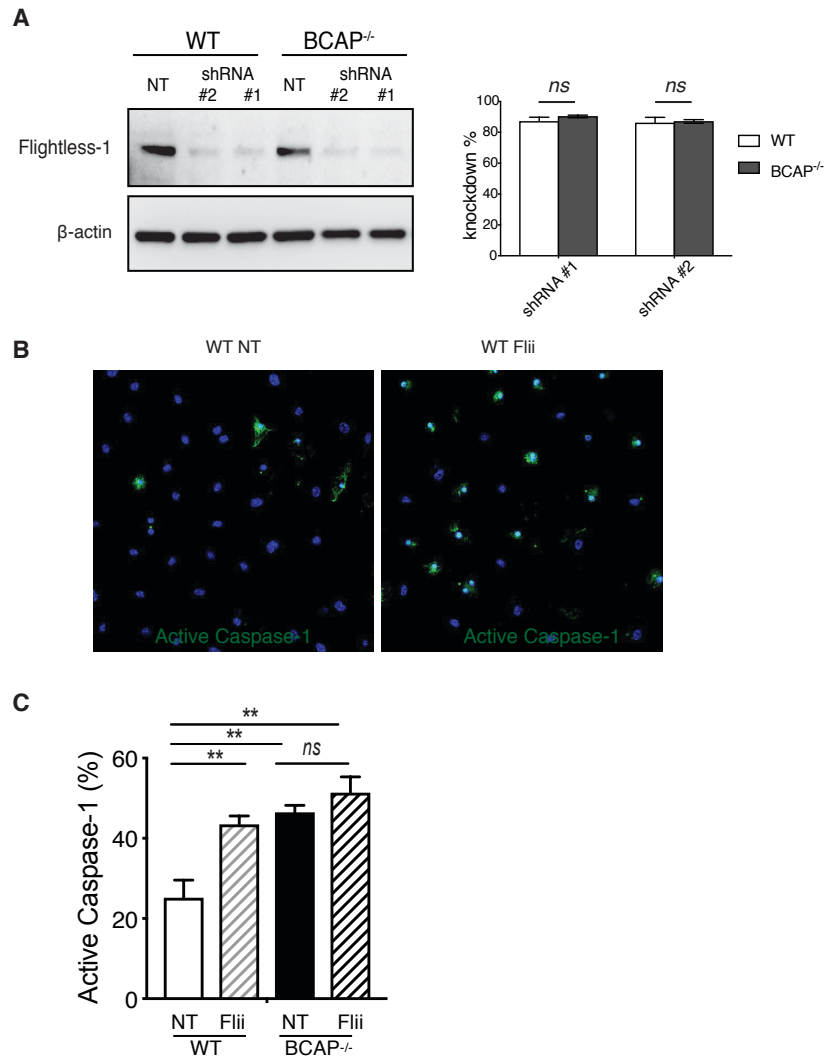 A
WT BCAP-/-
NT shRNA NT shRNA
#2 #1 #2 #1
Flightless-1
β-actin
ns ns
100
80
60
40
20
0
knockdown %
shRNA #1 shRNA #2
WT
BCAP-/-
B
WT NT WT Flii
Active Caspase-1 Active Caspase-1
C
**
**
** ns
60
40
20
0
Active Caspase-1 (%)
NT Flii NT Flii
WT BCAP-/-